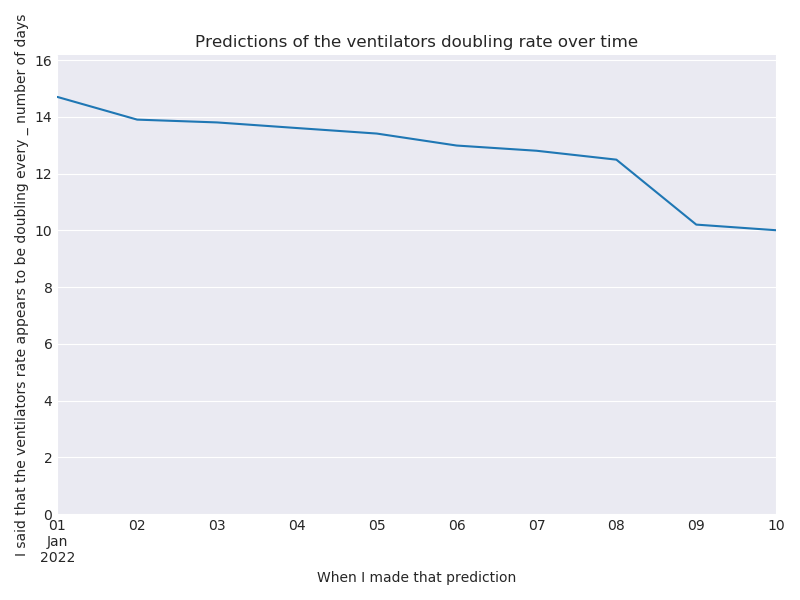 Predictions of the ventilators doubling rate over time
I said that the ventilators rate appears to be doubling every _ number of days
16
14
12
10
8
6
4
2
0
01 02 03 04 05 06 07 08 09 10
Jan
2022
When I made that prediction